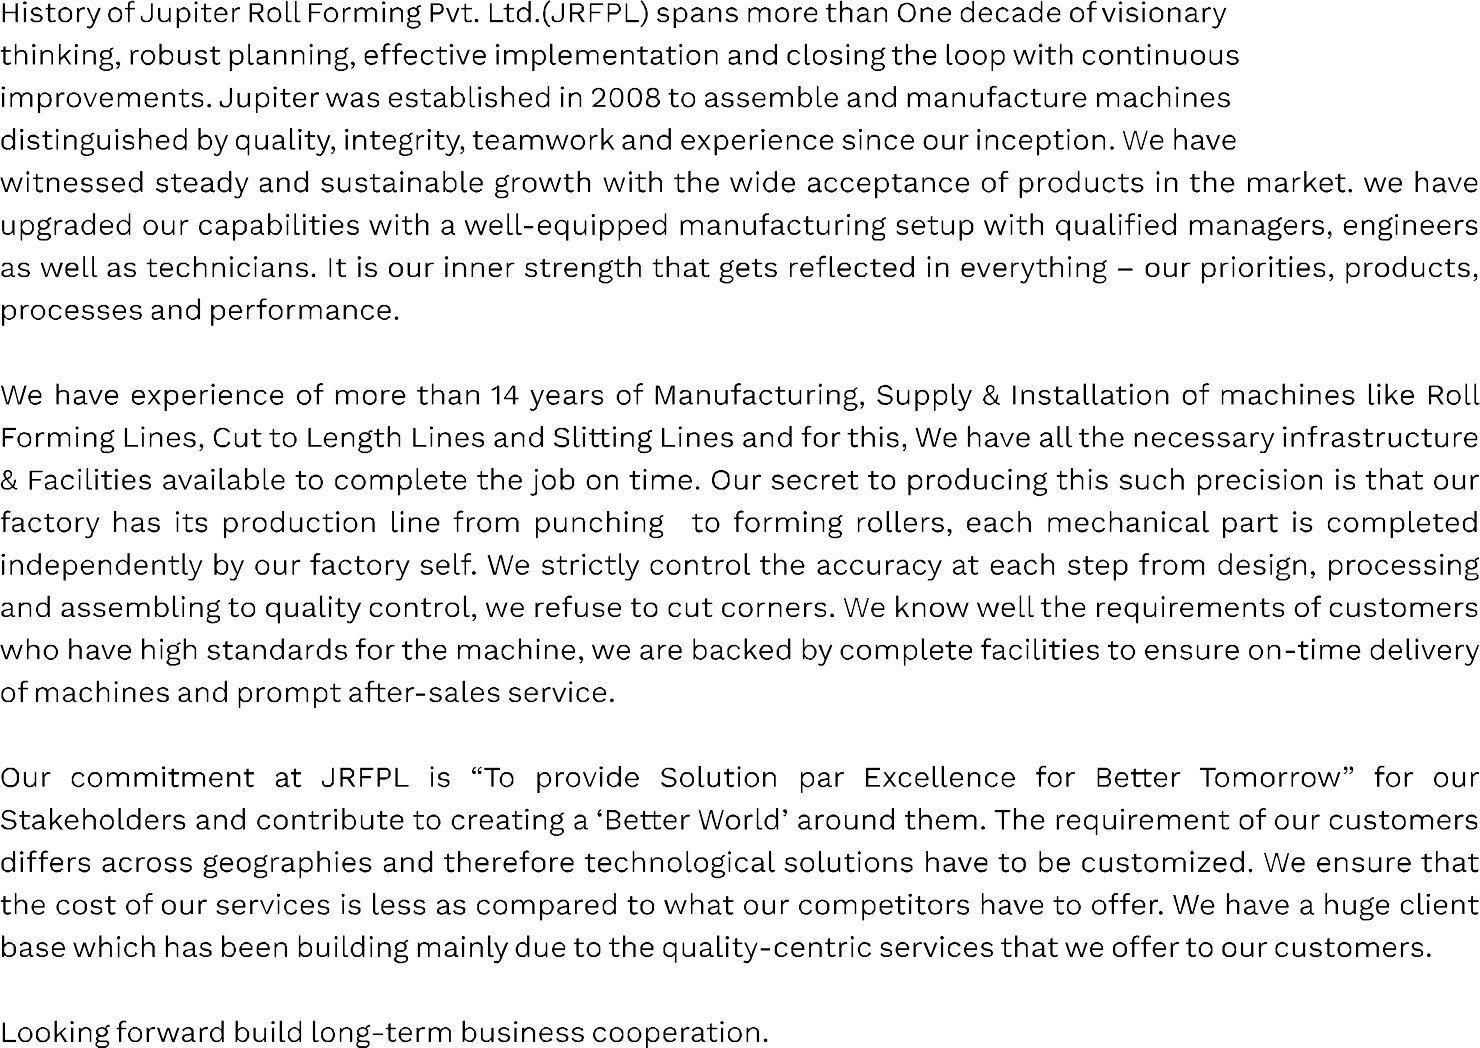 History of Jupiter Roll Forming Pvt. Ltd.(JRFPL) spans more than One decade of visionary
thinking, robust planning, effective implementation and closing the loop with continuous
improvements. Jupiter was established in 2008 to assemble and manufacture machines
distinguished by quality, integrity, teamwork and experience since our inception. We have
witnessed steady and sustainable growth with the wide acceptance of products in the market. we have
upgraded our capabilities with a well-equipped manufacturing setup with qualified managers, engineers
as well as technicians. It is our inner strength that gets reflected in everything – our priorities, products,
processes and performance.

We have experience of more than 14 years of Manufacturing, Supply & Installation of machines like Roll
Forming Lines, Cut to Length Lines and Slitting Lines and for this, We have all the necessary infrastructure
& Facilities available to complete the job on time. Our secret to producing this such precision is that our
factory has its production line from punching  to forming rollers, each mechanical part is completed
independently by our factory self. We strictly control the accuracy at each step from design, processing
and assembling to quality control, we refuse to cut corners. We know well the requirements of customers
who have high standards for the machine, we are backed by complete facilities to ensure on-time delivery
of machines and prompt after-sales service.

Our commitment at JRFPL is “To provide Solution par Excellence for Better Tomorrow” for our
Stakeholders and contribute to creating a ‘Better World’ around them. The requirement of our customers
differs across geographies and therefore technological solutions have to be customized. We ensure that
the cost of our services is less as compared to what our competitors have to offer. We have a huge client
base which has been building mainly due to the quality-centric services that we offer to our customers.

Looking forward build long-term business cooperation.